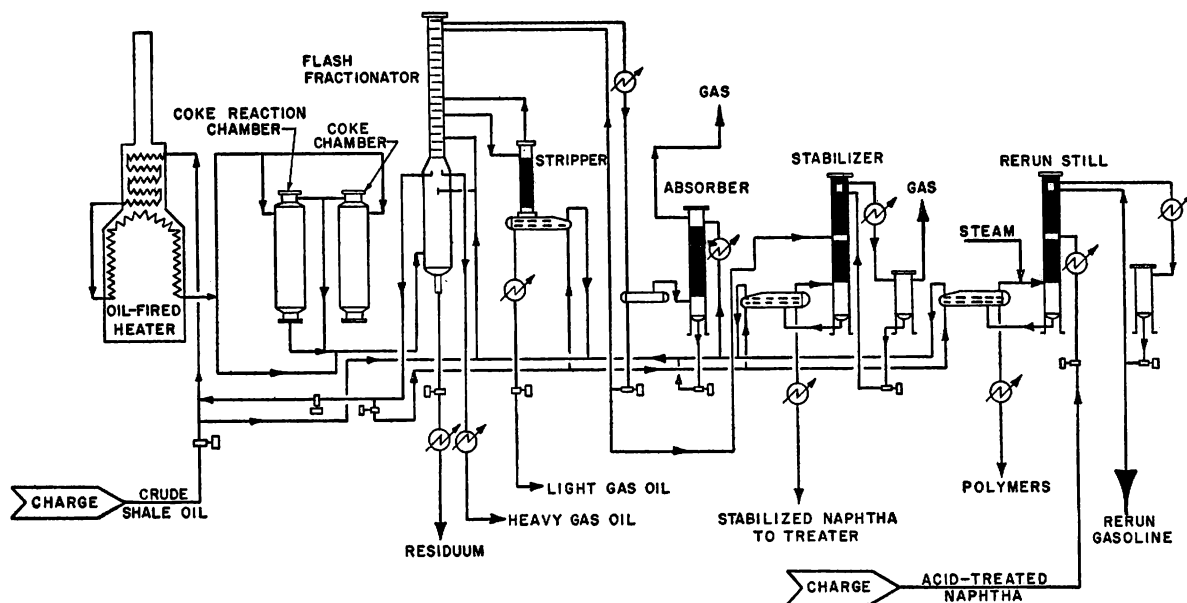 FLASH
FRACTIONATOR
COKE REACTION
CHAMBER
COKE
CHAMBER
OIL-FIRED
HEATER
STRIPPER
GAS
ABSORBER
STABILIZER
GAS
RERUN STILL
STEAM
CHARGE
CRUDE
SHALE OIL
LIGHT GAS OIL
HEAVY GAS OIL
RESIDUUM
STABILIZED NAPHTHA
TO TREATER
POLYMERS
RERUN
GASOLINE
CHARGE
ACID-TREATED
NAPHTHA